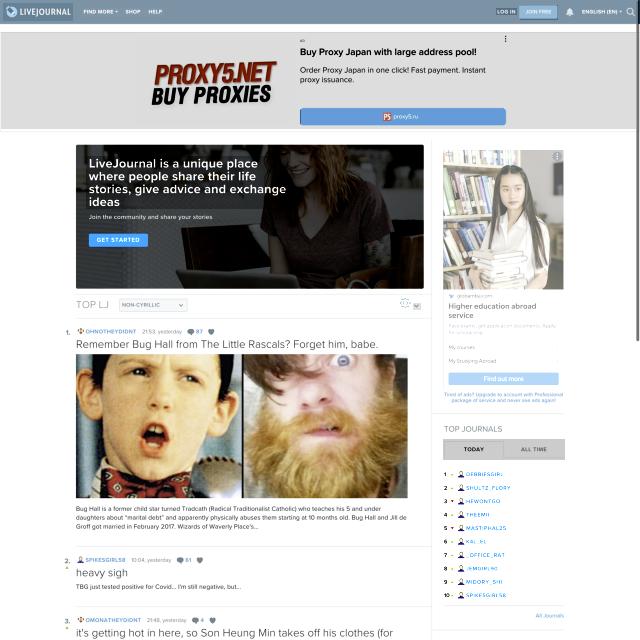 LIVEJOURNAL FIND MORE SHOP HELP LOG IN JOIN FREE ENGLISH (EN)
PROXY5.NET
BUY PROXIES
Buy Proxy Japan with large address pool!
Order Proxy Japan in one click! Fast payment. Instant
proxy issuance.
P5 proxy5.ru
LiveJournal is a unique place
where people share their life
stories, give advice and exchange
ideas
Join the community and share your stories
GET STARTED
TOP LJ NON-CYRILLIC
1. OHNOTHEYDIDNT 21:53, yesterday 87
Remember Bug Hall from The Little Rascals? Forget him, babe.
Bug Hall is a former child star turned Tradcath (Radical Traditionalist Catholic) who teaches his 5 and under
daughters about "marital debt" and apparently physically abuses them starting at 10 months old. Bug Hall and Jill de
Groff got married in February 2017. Wizards of Waverly Place's...
2. SPIKESGIRL58 10:04, yesterday 61
heavy sigh
TBG just tested positive for Covid... I'm still negative, but...
3. OMONATHEYDIDNT 21:48, yesterday 4
it's getting hot in here, so Son Heung Min takes off his clothes (for
Higher education abroad
service
My courses
My Studying Abroad
Find out more
Tired of ads? Upgrade to account with Professional
package of service and never see ads again!
TOP JOURNALS
TODAY ALL TIME
1 DEBRIESGIRL
2 SHULTZ_FLORY
3 HEWONTGO
4 THEEMII
5 MASTIPHAL25
6 KAL_EL
7 _OFFICE_RAT
8 JEMGIRL90
9 MIDORY_SHI
10 SPIKESGIRL58
All Journals